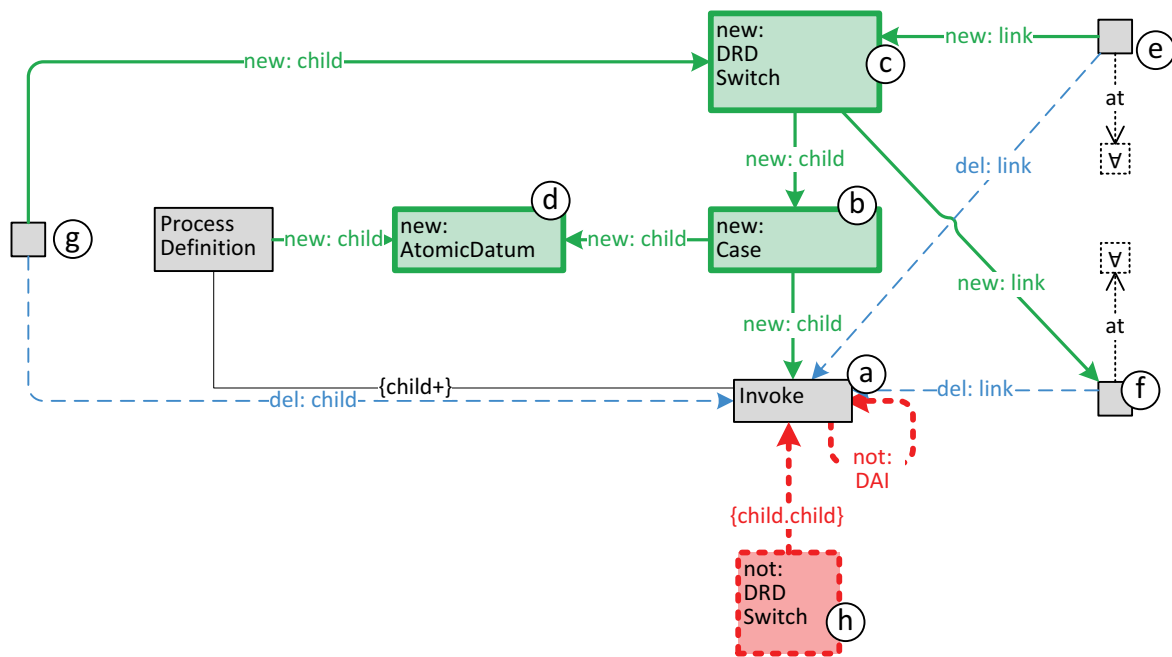 new:
DRD
Switch
c
new: link
e
new: child
at
∀
new: child
del: link
g
Process
Definition
new: child
new:
AtomicDatum
d
new: child
new:
Case
b
∀
new: link
new: child
at
{child+}
del: child
Invoke
a
del: link
f
not:
DAI
{child.child}
not:
DRD
Switch
h